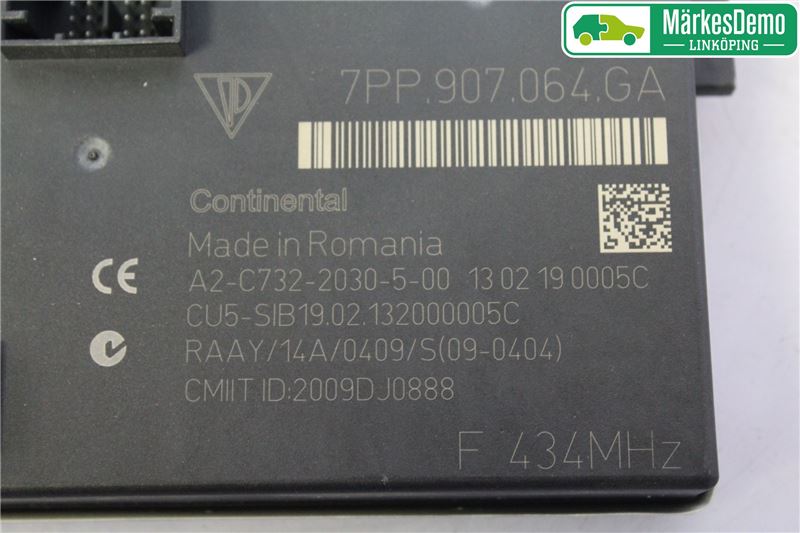 MärkesDemo
LINKÖPING
7PP.907.064.GA
Continental
Made in Romania
A2-C732-2030-5-00 13 02 19 0005C
CU5-SIB19.02.132000005C
RAAY/14A/0409/S(09-0404)
CMIIT ID:2009DJ0888
F 434MHz